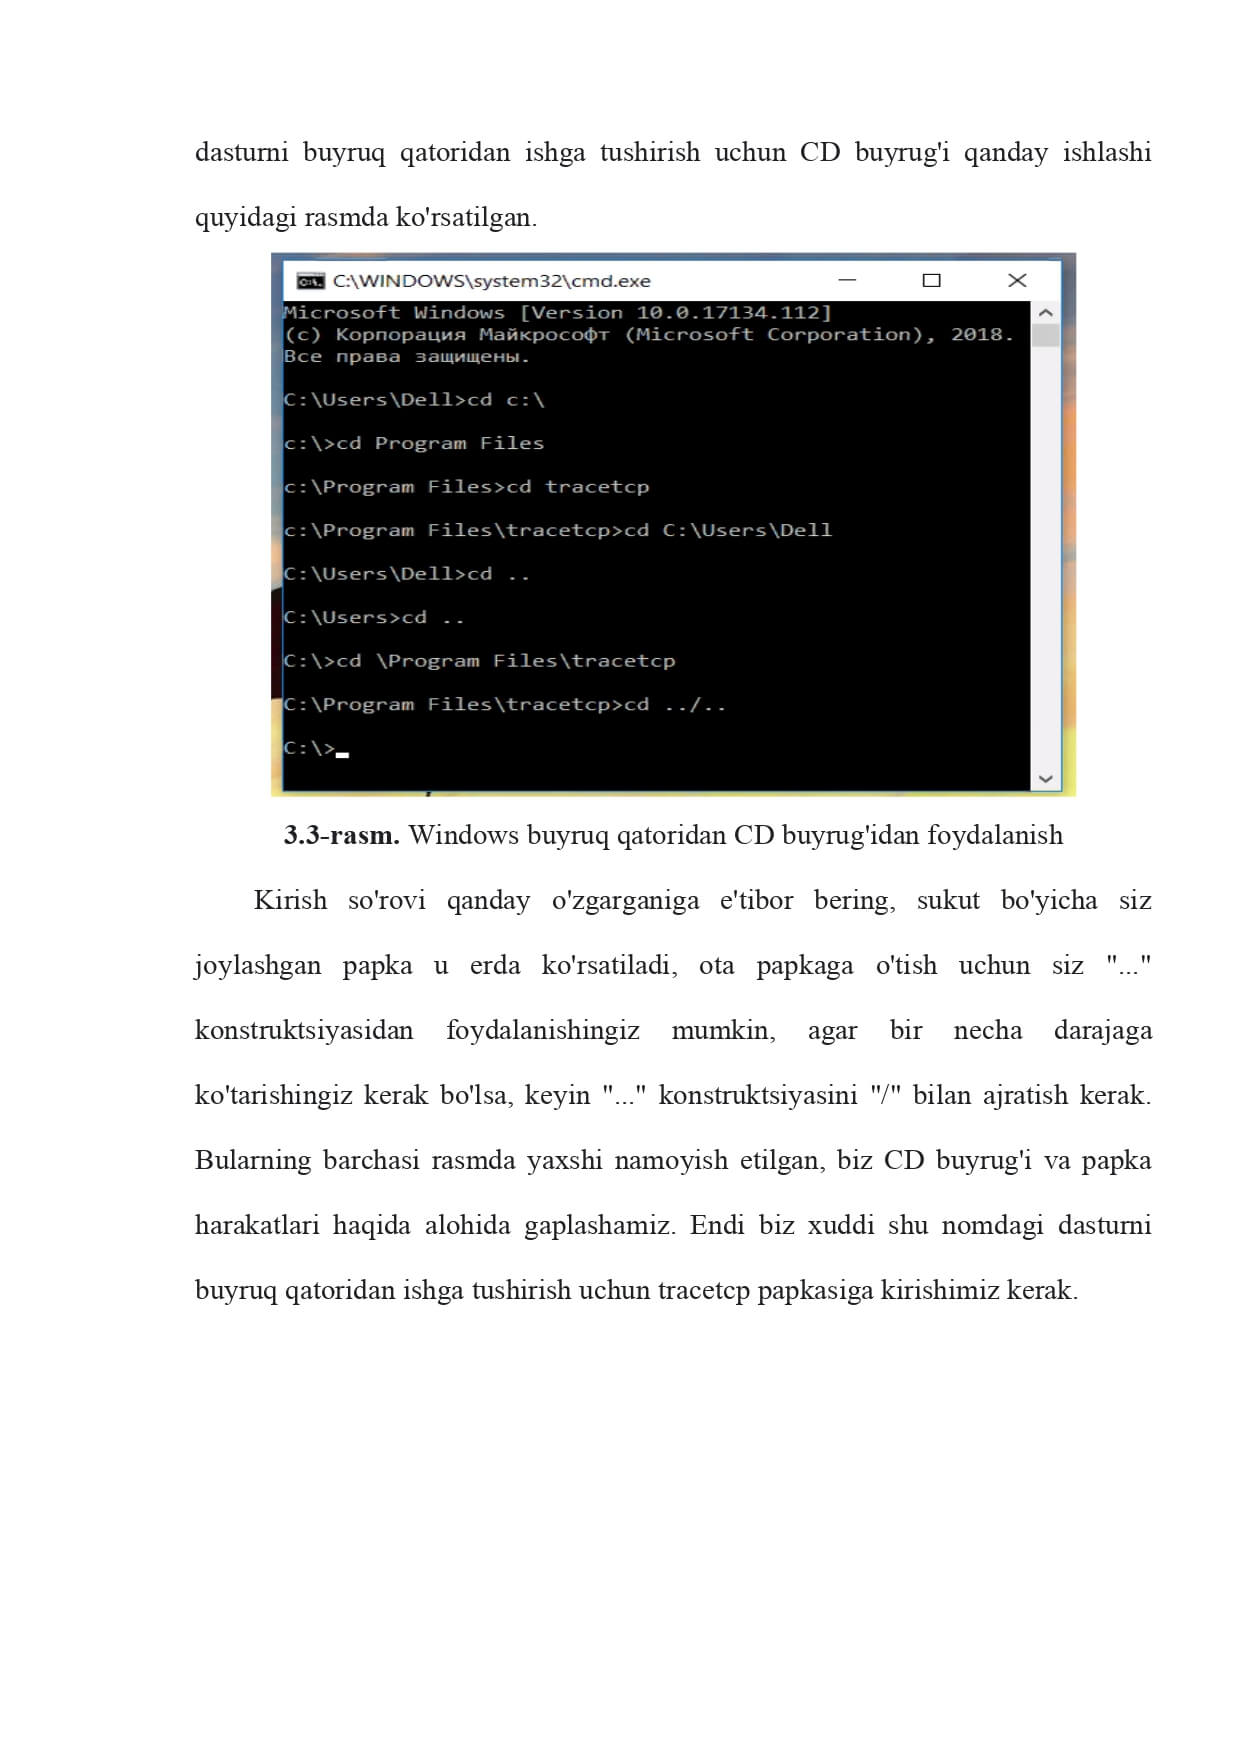 dasturni buyruq qatoridan ishga tushirish uchun CD buyrug'i qanday ishlashi
quyidagi rasmda ko'rsatilgan.
C:\WINDOWS\system32\cmd.exe
Microsoft Windows [Version 10.0.17134.112]
(c) Корпорация Майкрософт (Microsoft Corporation), 2018.
Все права защищены.
C:\Users\Dell>cd c:\
c:\>cd Program Files
c:\Program Files>cd tracetcp
c:\Program Files\tracetcp>cd C:\Users\Dell
C:\Users\Dell>cd ..
C:\Users>cd ..
C:\>cd \Program Files\tracetcp
C:\Program Files\tracetcp>cd ../..
C:\>
3.3-rasm. Windows buyruq qatoridan CD buyrug'idan foydalanish
Kirish so'rovi qanday o'zgarganiga e'tibor bering, sukut bo'yicha siz
joylashgan papka u erda ko'rsatiladi, ota papkaga o'tish uchun siz "..."
konstruktsiyasidan foydalanishingiz mumkin, agar bir necha darajaga
ko'tarishingiz kerak bo'lsa, keyin "..." konstruktsiyasini "/" bilan ajratish kerak.
Bularning barchasi rasmda yaxshi namoyish etilgan, biz CD buyrug'i va papka
harakatlari haqida alohida gaplashamiz. Endi biz xuddi shu nomdagi dasturni
buyruq qatoridan ishga tushirish uchun tracetcp papkasiga kirishimiz kerak.